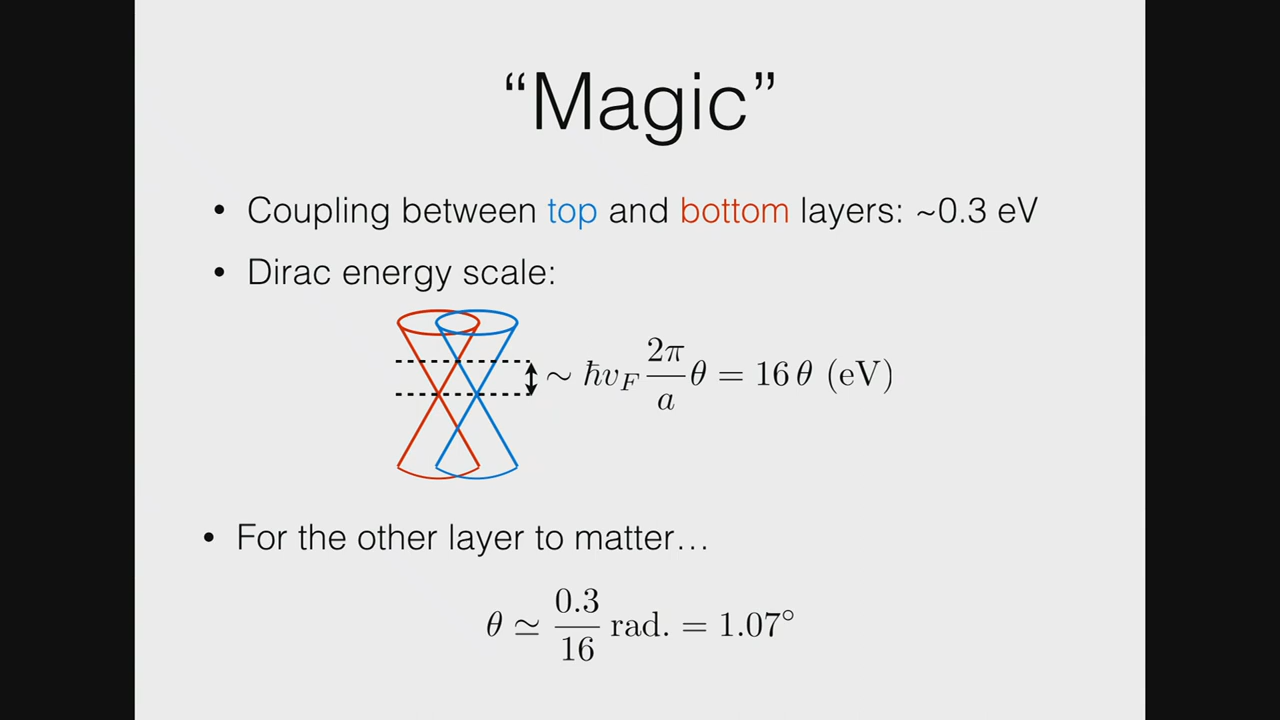 “Magic”
• Coupling between top and bottom layers: ~0.3 eV
• Dirac energy scale:
∼ ħv_F 2π/a θ = 16 θ (eV)
• For the other layer to matter…
θ ≃ 0.3/16 rad. = 1.07°